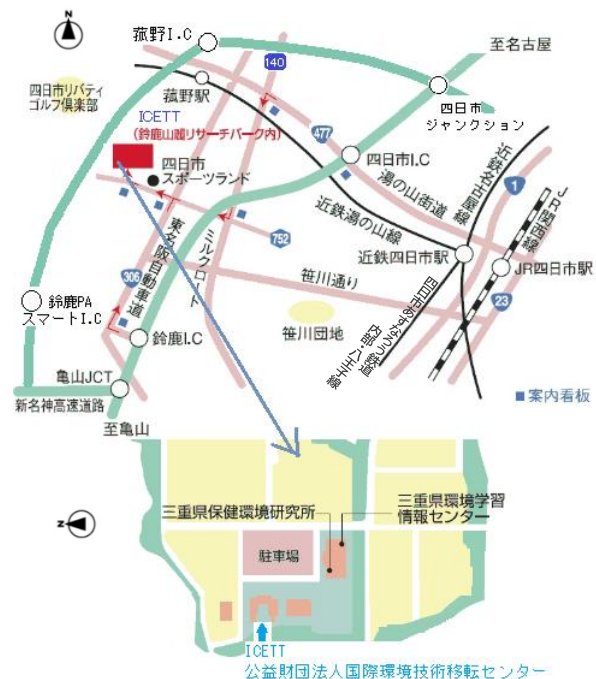 N
菰野I.C
至名古屋
140
四日市リバティ
ゴルフ倶楽部
菰野駅
四日市
ジャンクション
ICETT
(鈴鹿山麓リサーチパーク内)
477
四日市I.C
近鉄名古屋線
四日市
スポーツランド
湯の山街道
1
JR関西線
近鉄湯の山線
752
東名阪自動車道
ミルクロード
近鉄四日市駅
JR四日市駅
306
笹川通り
23
鈴鹿PA
スマートI.C
笹川団地
四日市あすなろう鉄道
内部・八王子線
鈴鹿I.C
亀山JCT
新名神高速道路
案内看板
至亀山
三重県保健環境研究所
三重県環境学習
情報センター
N
駐車場
ICETT
公益財団法人国際環境技術移転センター